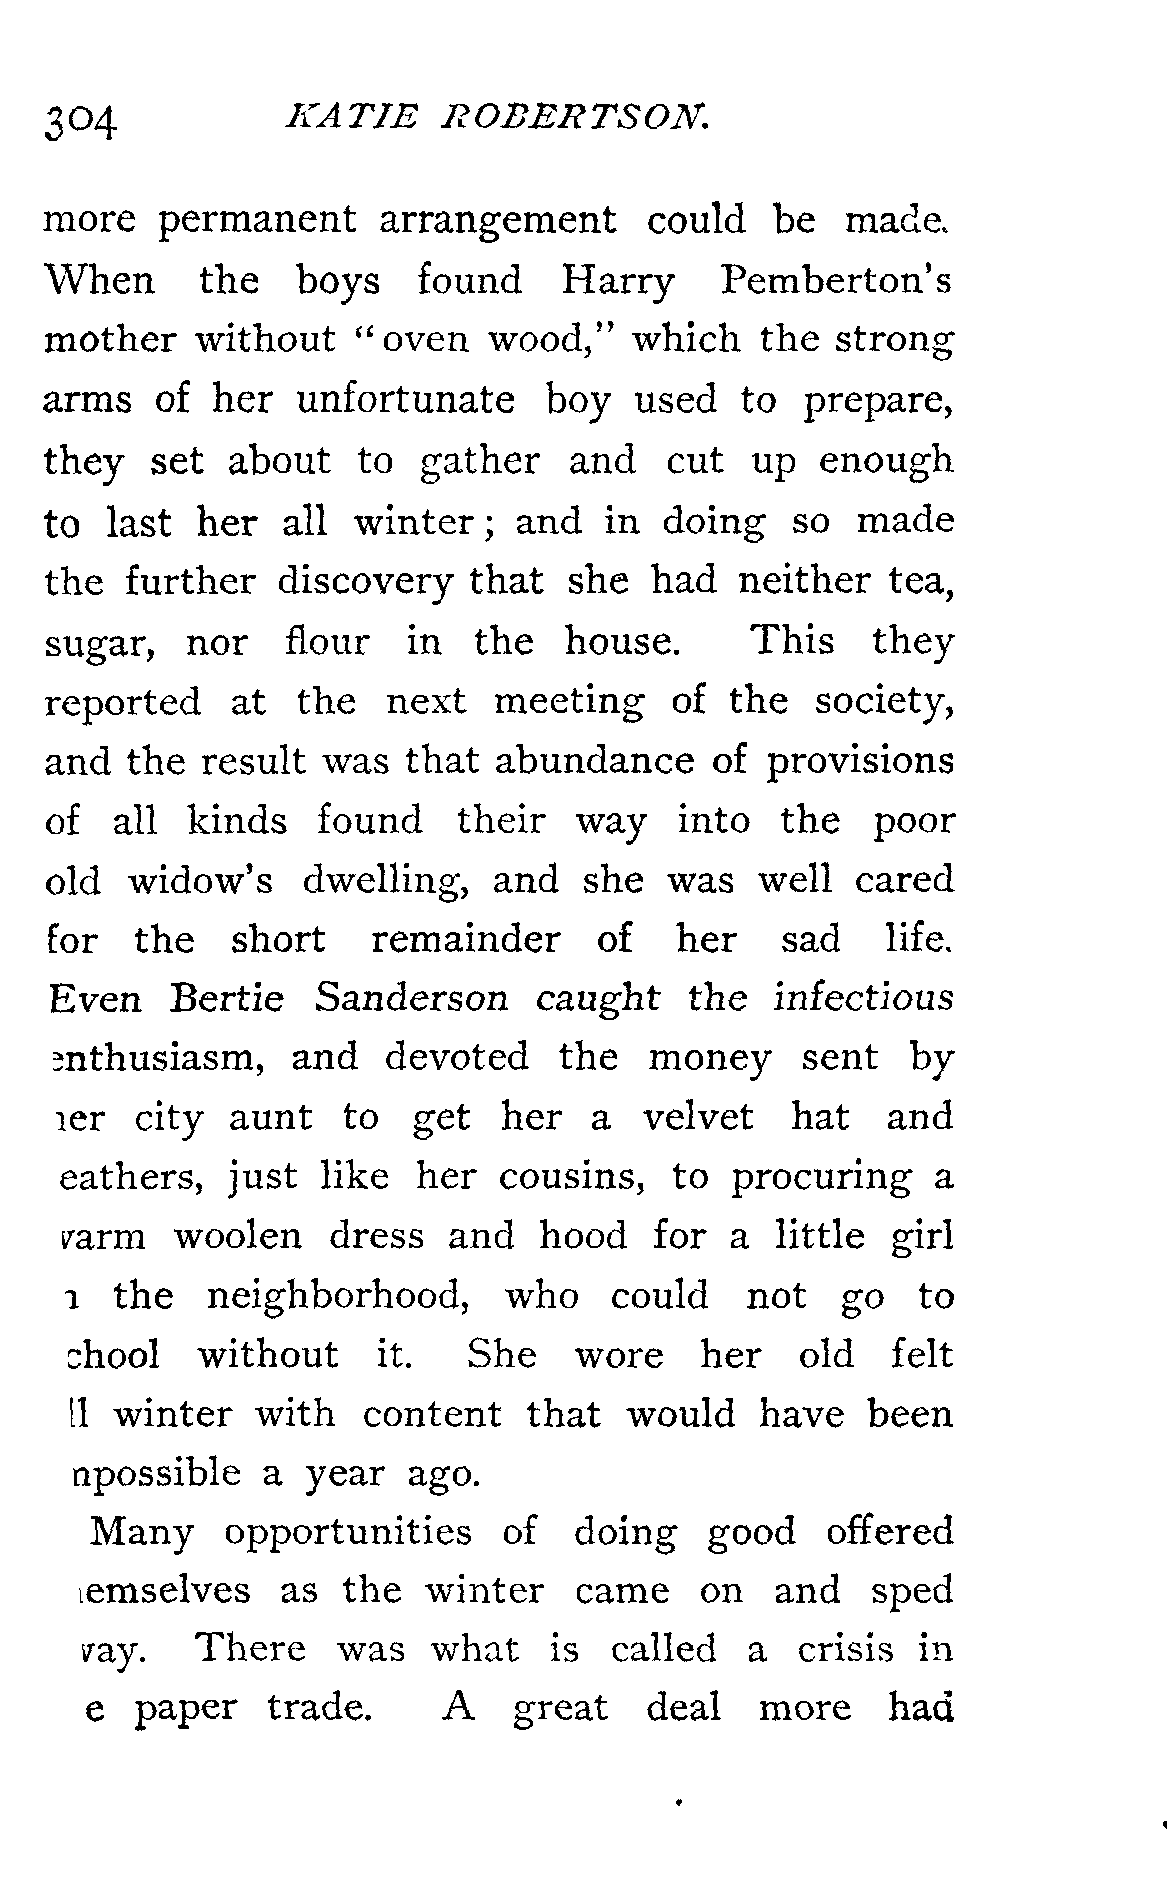 304 KATIE ROBERTSON.
more permanent arrangement could be made.
When the boys found Harry Pemberton's
mother without "oven wood," which the strong
arms of her unfortunate boy used to prepare,
they set about to gather and cut up enough
to last her all winter; and in doing so made
the further discovery that she had neither tea,
sugar, nor flour in the house. This they
reported at the next meeting of the society,
and the result was that abundance of provisions
of all kinds found their way into the poor
old widow's dwelling, and she was well cared
for the short remainder of her sad life.
Even Bertie Sanderson caught the infectious
enthusiasm, and devoted the money sent by
her city aunt to get her a velvet hat and
eathers, just like her cousins, to procuring a
warm woolen dress and hood for a little girl
n the neighborhood, who could not go to
chool without it. She wore her old felt
ll winter with content that would have been
mpossible a year ago.
Many opportunities of doing good offered
hemselves as the winter came on and sped
way. There was what is called a crisis in
e paper trade. A great deal more had